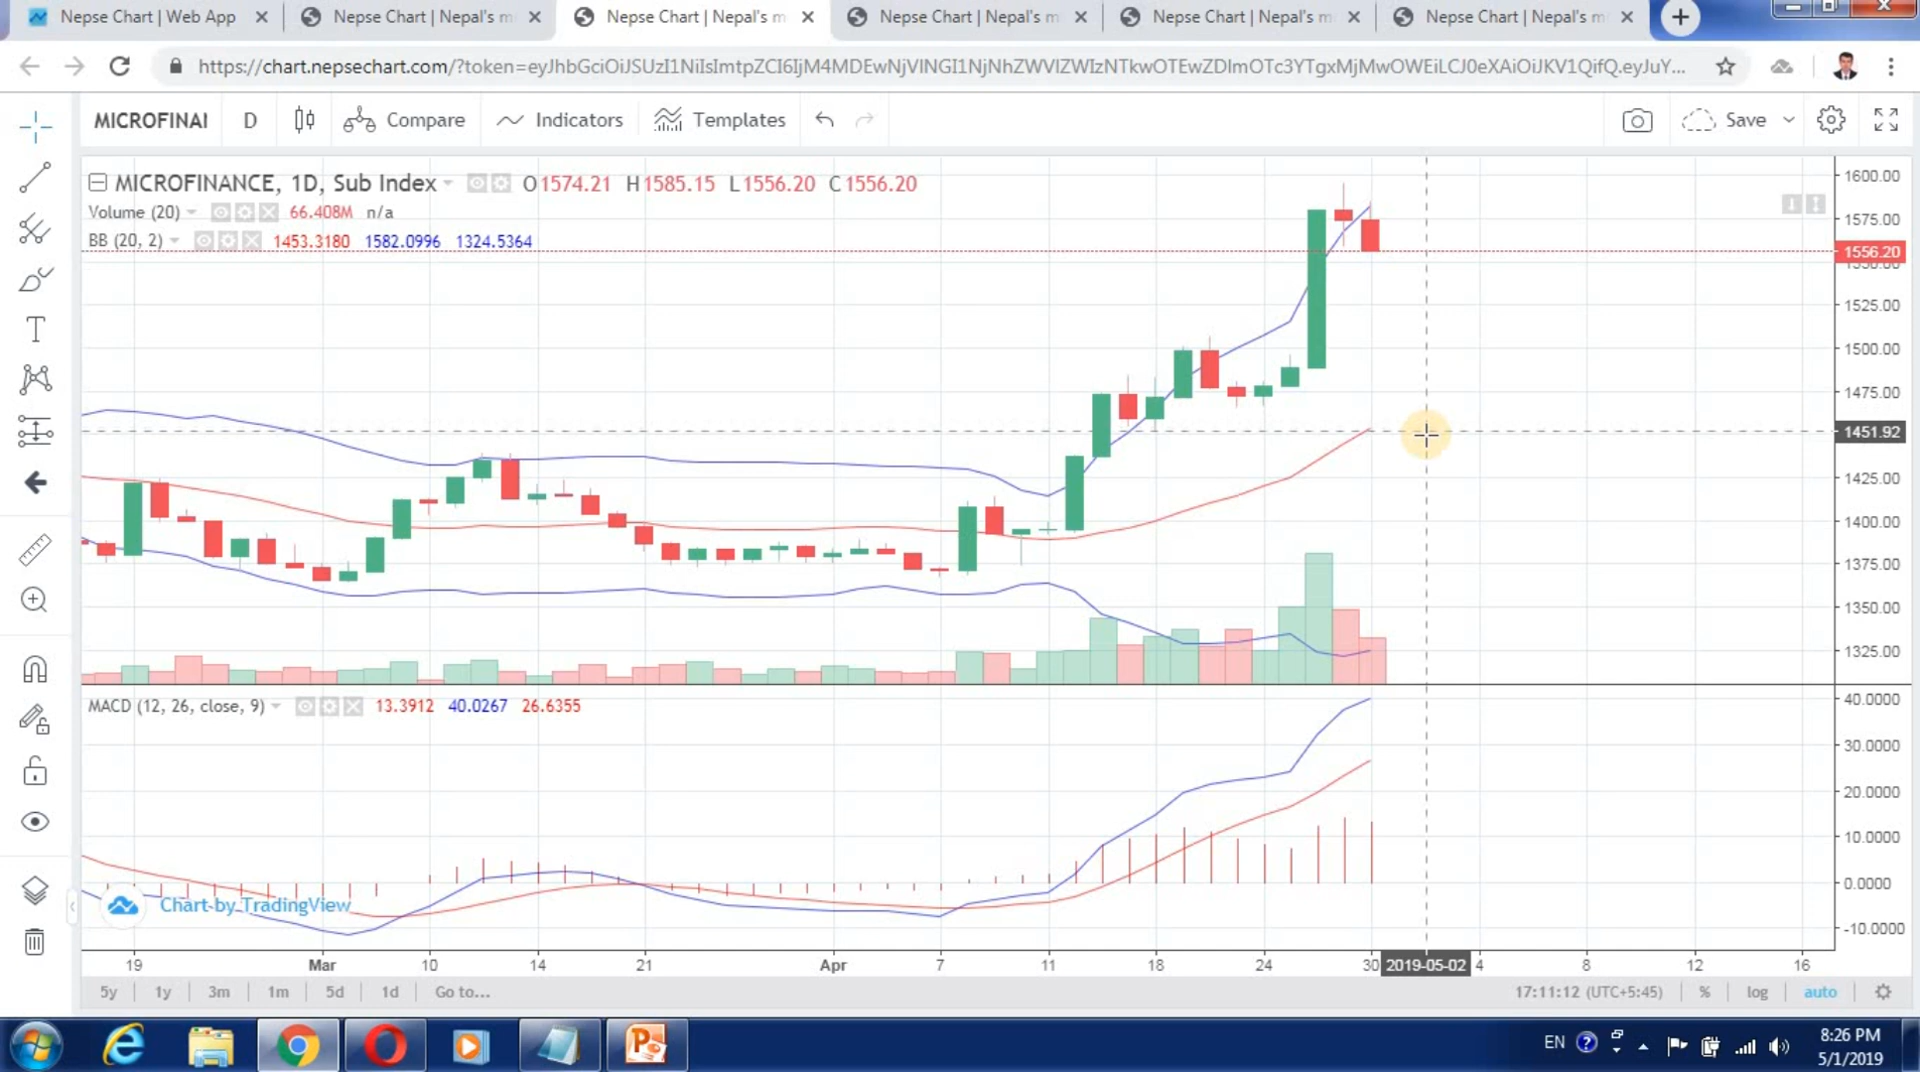 Nepse Chart | Web App
Nepse Chart | Nepal's m
Nepse Chart | Nepal's m
Nepse Chart | Nepal's m
Nepse Chart | Nepal's m
Nepse Chart | Nepal's m
MICROFINAI D Compare Indicators Templates Save
MICROFINANCE, 1D, Sub Index O1574.21 H1585.15 L1556.20 C1556.20
Volume (20) 66.408M n/a
BB (20, 2) 1453.3180 1582.0996 1324.5364
1600.00
1575.00
1556.20
1550.00
1525.00
1500.00
1475.00
1451.92
1425.00
1400.00
1375.00
1350.00
1325.00
MACD (12, 26, close, 9) 13.3912 40.0267 26.6355
40.0000
30.0000
20.0000
10.0000
0.0000
-10.0000
Chart by TradingView
19 Mar 10 14 21 Apr 7 11 18 24 30 2019-05-02 4 8 12 16
5y 1y 3m 1m 5d 1d Go to... 17:11:12 (UTC+5:45) % log auto
EN
8:26 PM
5/1/2019